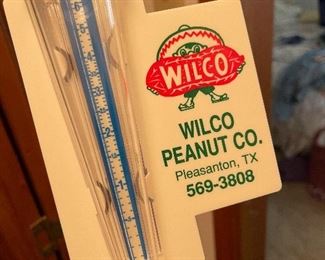 WILCO
WILCO
PEANUT CO.
Pleasanton, TX
569-3808